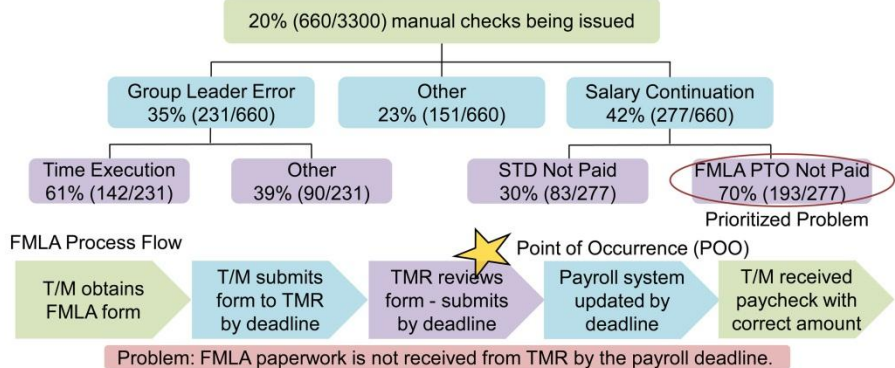 20% (660/3300) manual checks being issued
Group Leader Error
35% (231/660)
Other
23% (151/660)
Salary Continuation
42% (277/660)
Time Execution
61% (142/231)
Other
39% (90/231)
STD Not Paid
30% (83/277)
FMLA PTO Not Paid
70% (193/277)
Prioritized Problem
FMLA Process Flow
Point of Occurrence (POO)
T/M obtains
FMLA form
T/M submits
form to TMR
by deadline
TMR reviews
form - submits
by deadline
Payroll system
updated by
deadline
T/M received
paycheck with
correct amount
Problem: FMLA paperwork is not received from TMR by the payroll deadline.